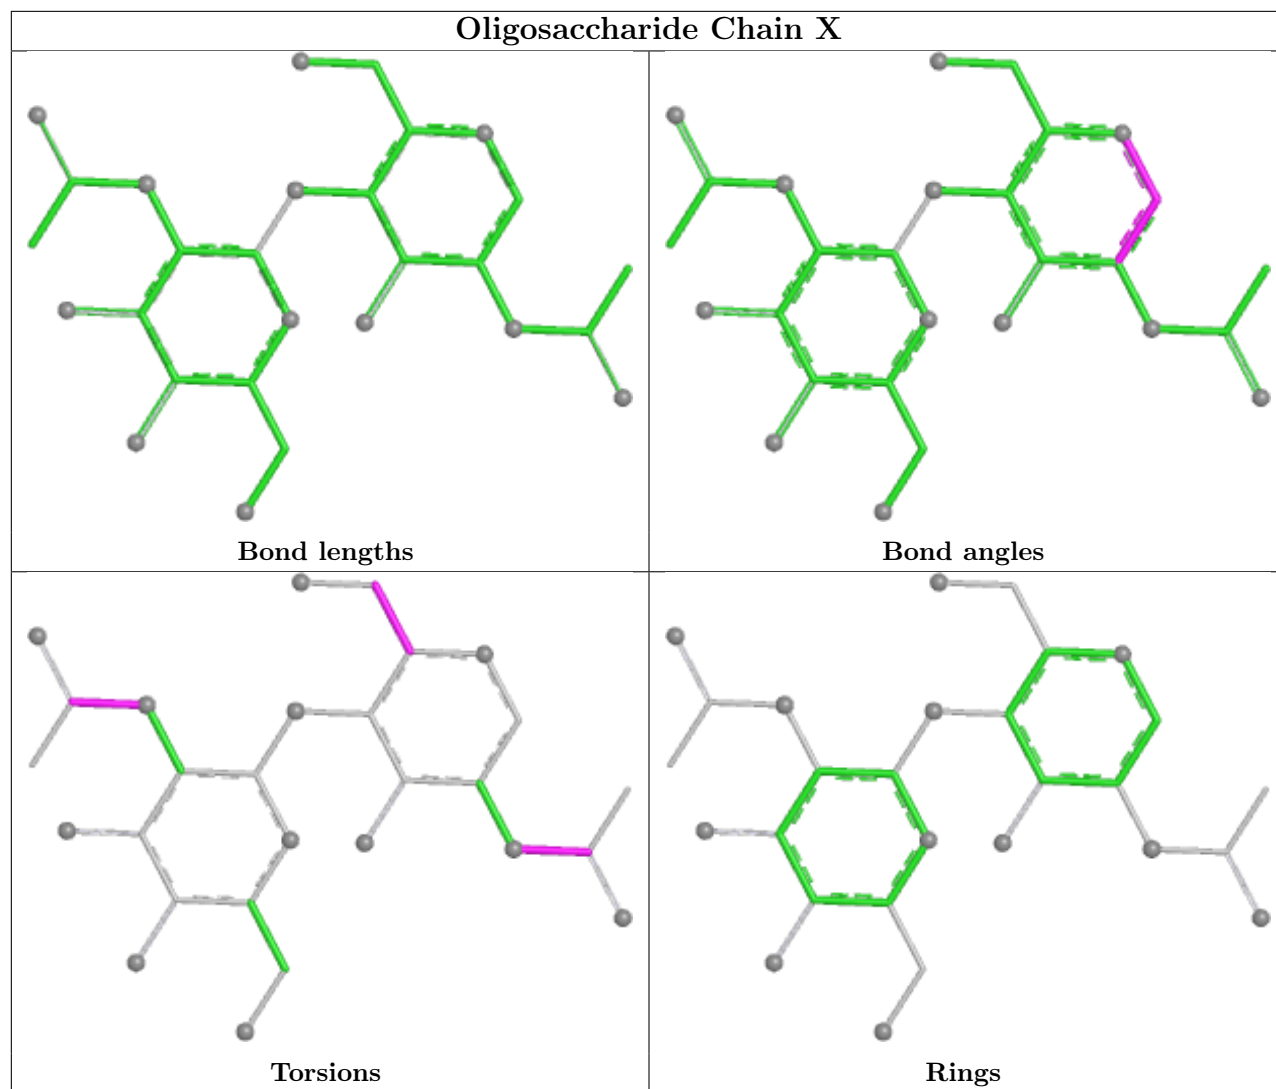 Oligosaccharide Chain X
Bond lengths
Bond angles
Torsions
Rings